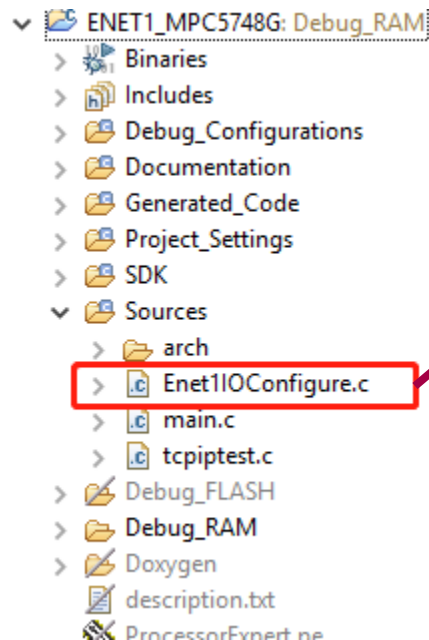 ENET1_MPC5748G: Debug_RAM
Binaries
Includes
Debug_Configurations
Documentation
Generated_Code
Project_Settings
SDK
Sources
arch
Enet1IOConfigure.c
main.c
tcpiptest.c
Debug_FLASH
Debug_RAM
Doxygen
description.txt
ProcessorExpert.pe